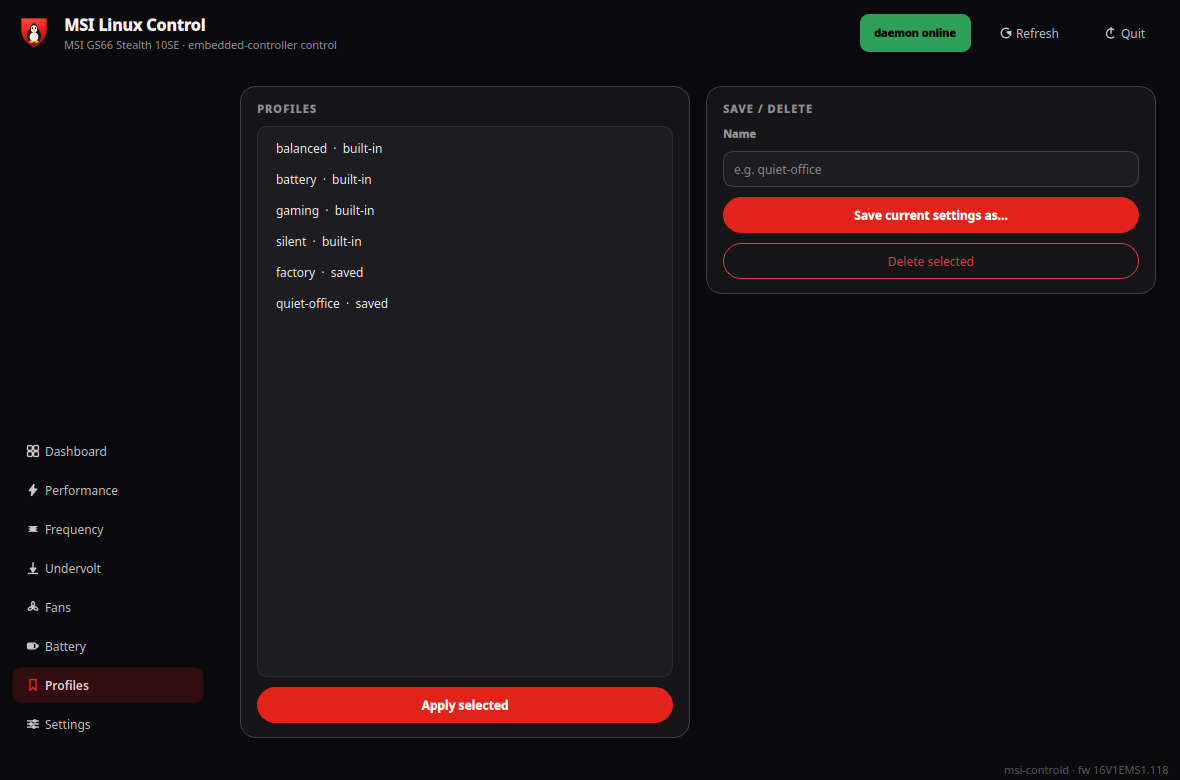 MSI Linux Control
MSI GS66 Stealth 10SE · embedded-controller control
daemon online
Refresh
Quit
Dashboard
Performance
Frequency
Undervolt
Fans
Battery
Profiles
Settings
PROFILES
balanced · built-in
battery · built-in
gaming · built-in
silent · built-in
factory · saved
quiet-office · saved
Apply selected
SAVE / DELETE
Name
e.g. quiet-office
Save current settings as...
Delete selected
msi-controld · fw 16V1EMS1.118